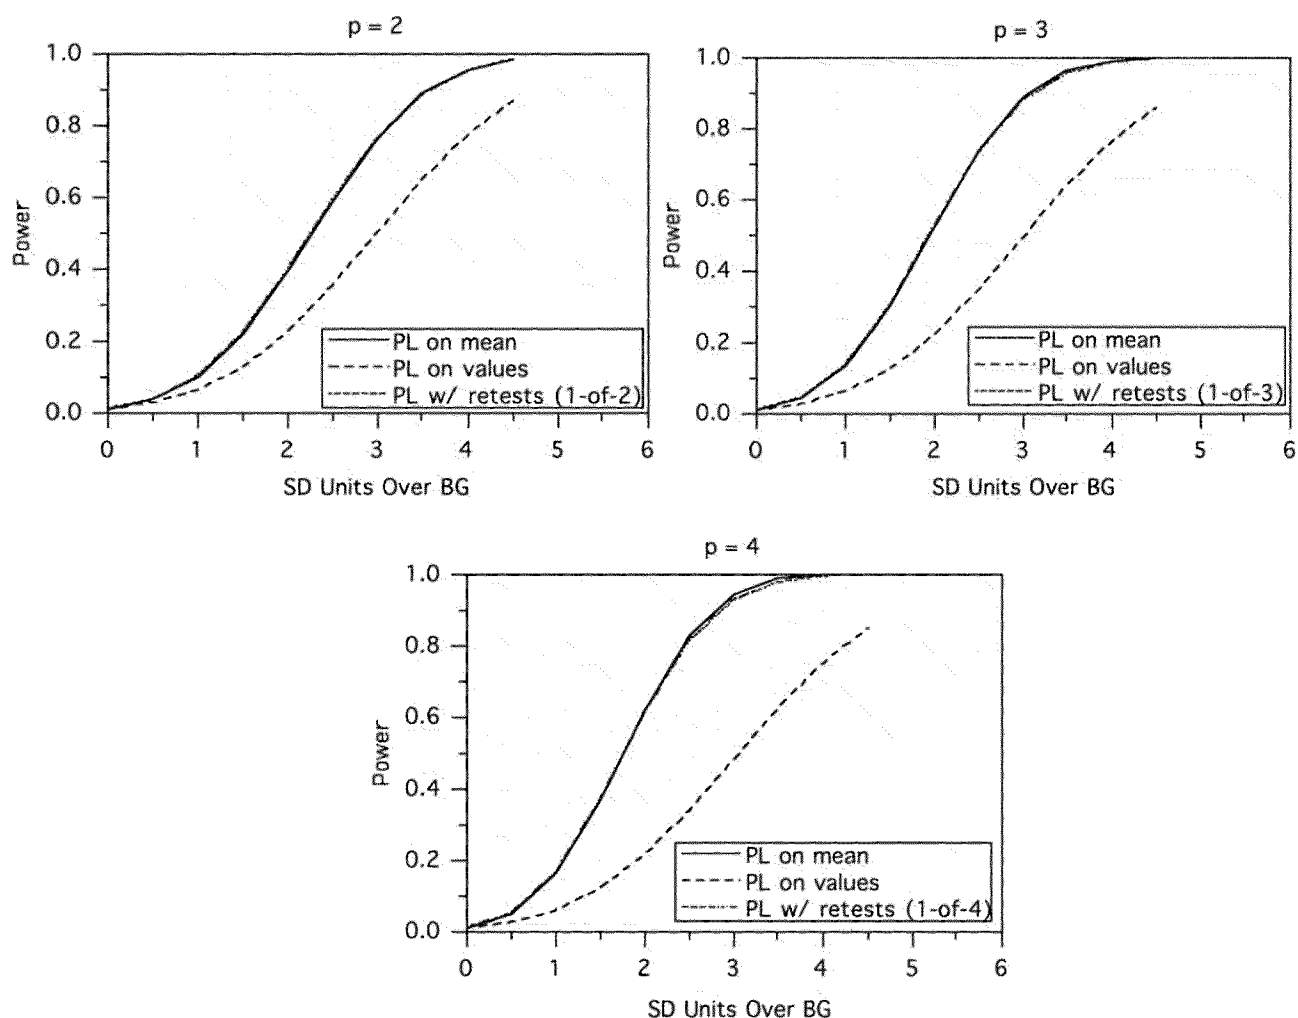 p = 2
1.0
0.8
0.6
0.4
0.2
0.0
Power
PL on mean
PL on values
PL w/ retests (1-of-2)
0 1 2 3 4 5 6
SD Units Over BG
p = 3
1.0
0.8
0.6
0.4
0.2
0.0
Power
PL on mean
PL on values
PL w/ retests (1-of-3)
0 1 2 3 4 5 6
SD Units Over BG
p = 4
1.0
0.8
0.6
0.4
0.2
0.0
Power
PL on mean
PL on values
PL w/ retests (1-of-4)
0 1 2 3 4 5 6
SD Units Over BG